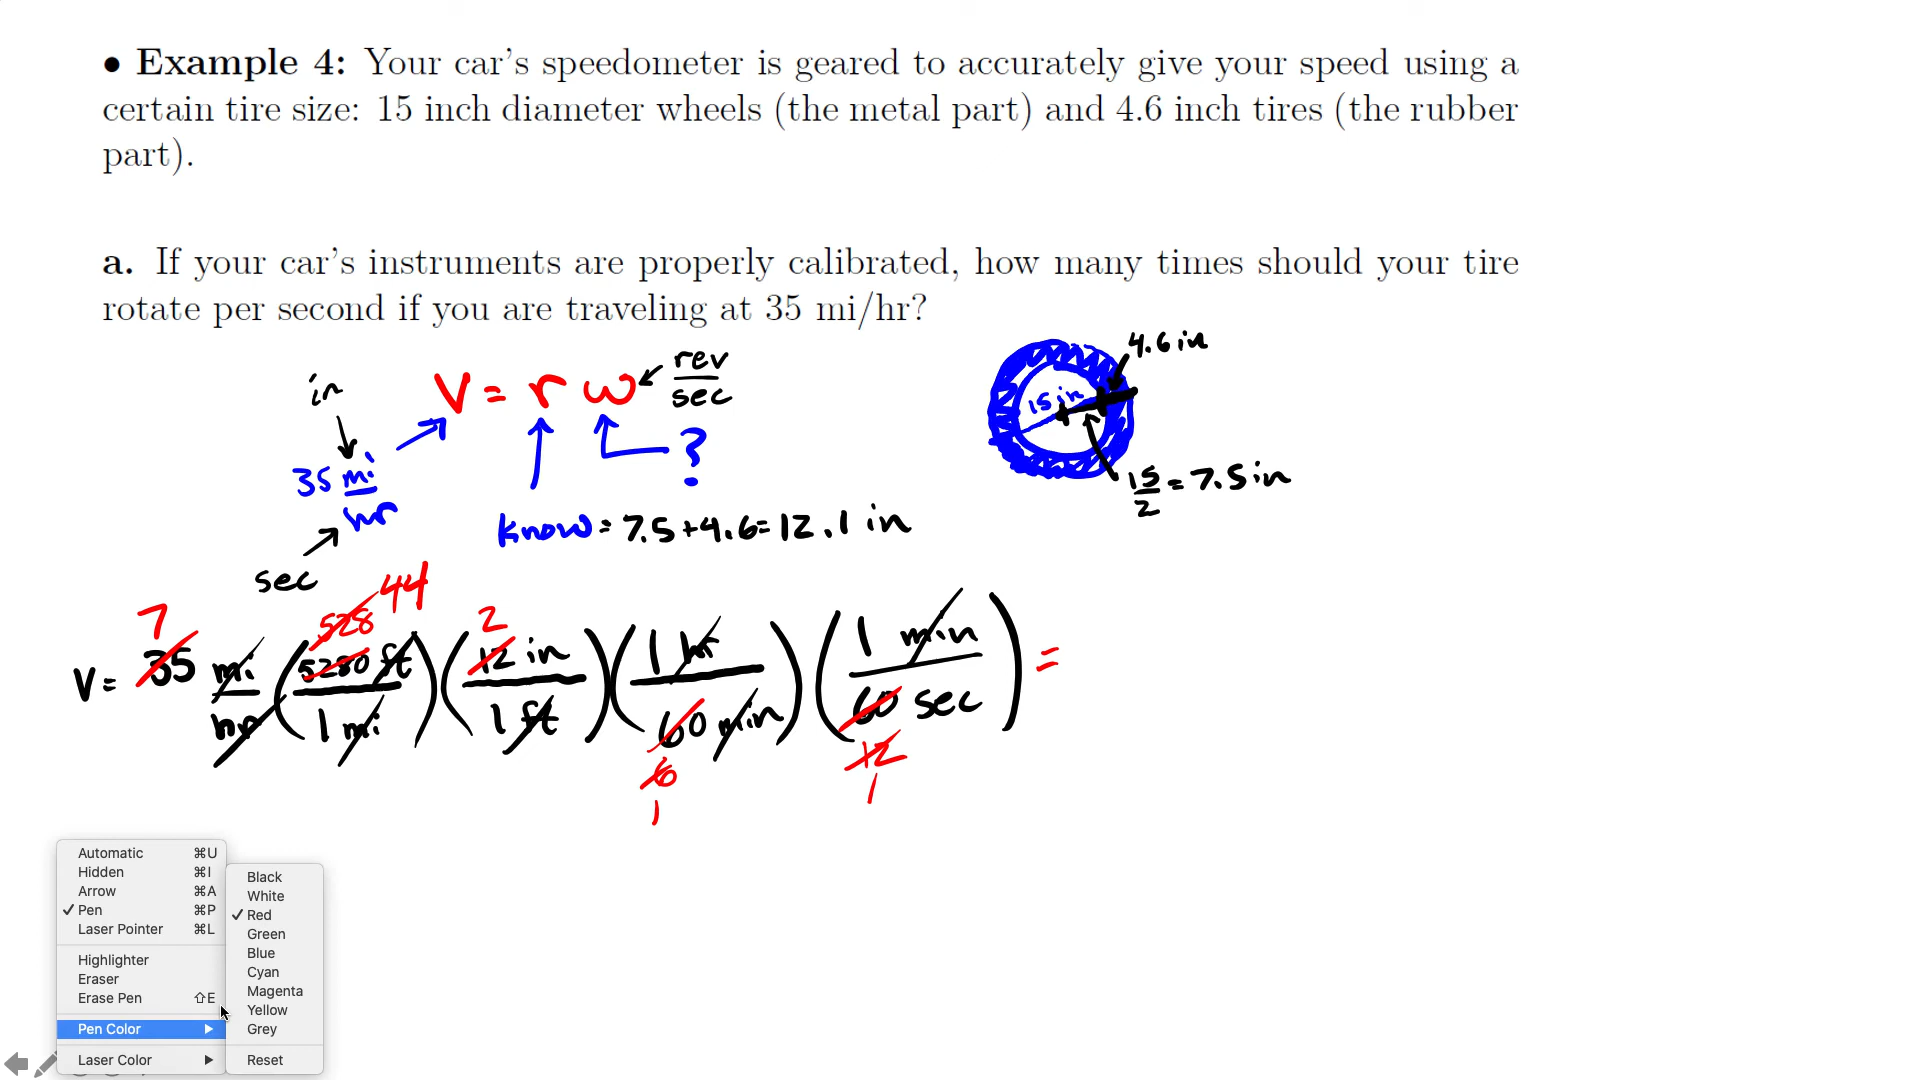 • Example 4: Your car's speedometer is geared to accurately give your speed using a
certain tire size: 15 inch diameter wheels (the metal part) and 4.6 inch tires (the rubber
part).
a. If your car's instruments are properly calibrated, how many times should your tire
rotate per second if you are traveling at 35 mi/hr?
in
V = r ω
rev
sec
4.6 in
15 in
35 mi
hr
?
15/2 = 7.5 in
know = 7.5+4.6=12.1 in
sec
7 528 44 2
V = 35 mi/hr (5280 ft/1 mi) (12 in/1 ft) (1 hr/60 min) (1 min/60 sec) =
6 12
1 1
Automatic ⌘U
Hidden ⌘I
Arrow ⌘A
✓ Pen ⌘P
Laser Pointer ⌘L
Highlighter
Eraser
Erase Pen ⇧E
Pen Color ▶
Laser Color ▶
Black
White
✓ Red
Green
Blue
Cyan
Magenta
Yellow
Grey
Reset